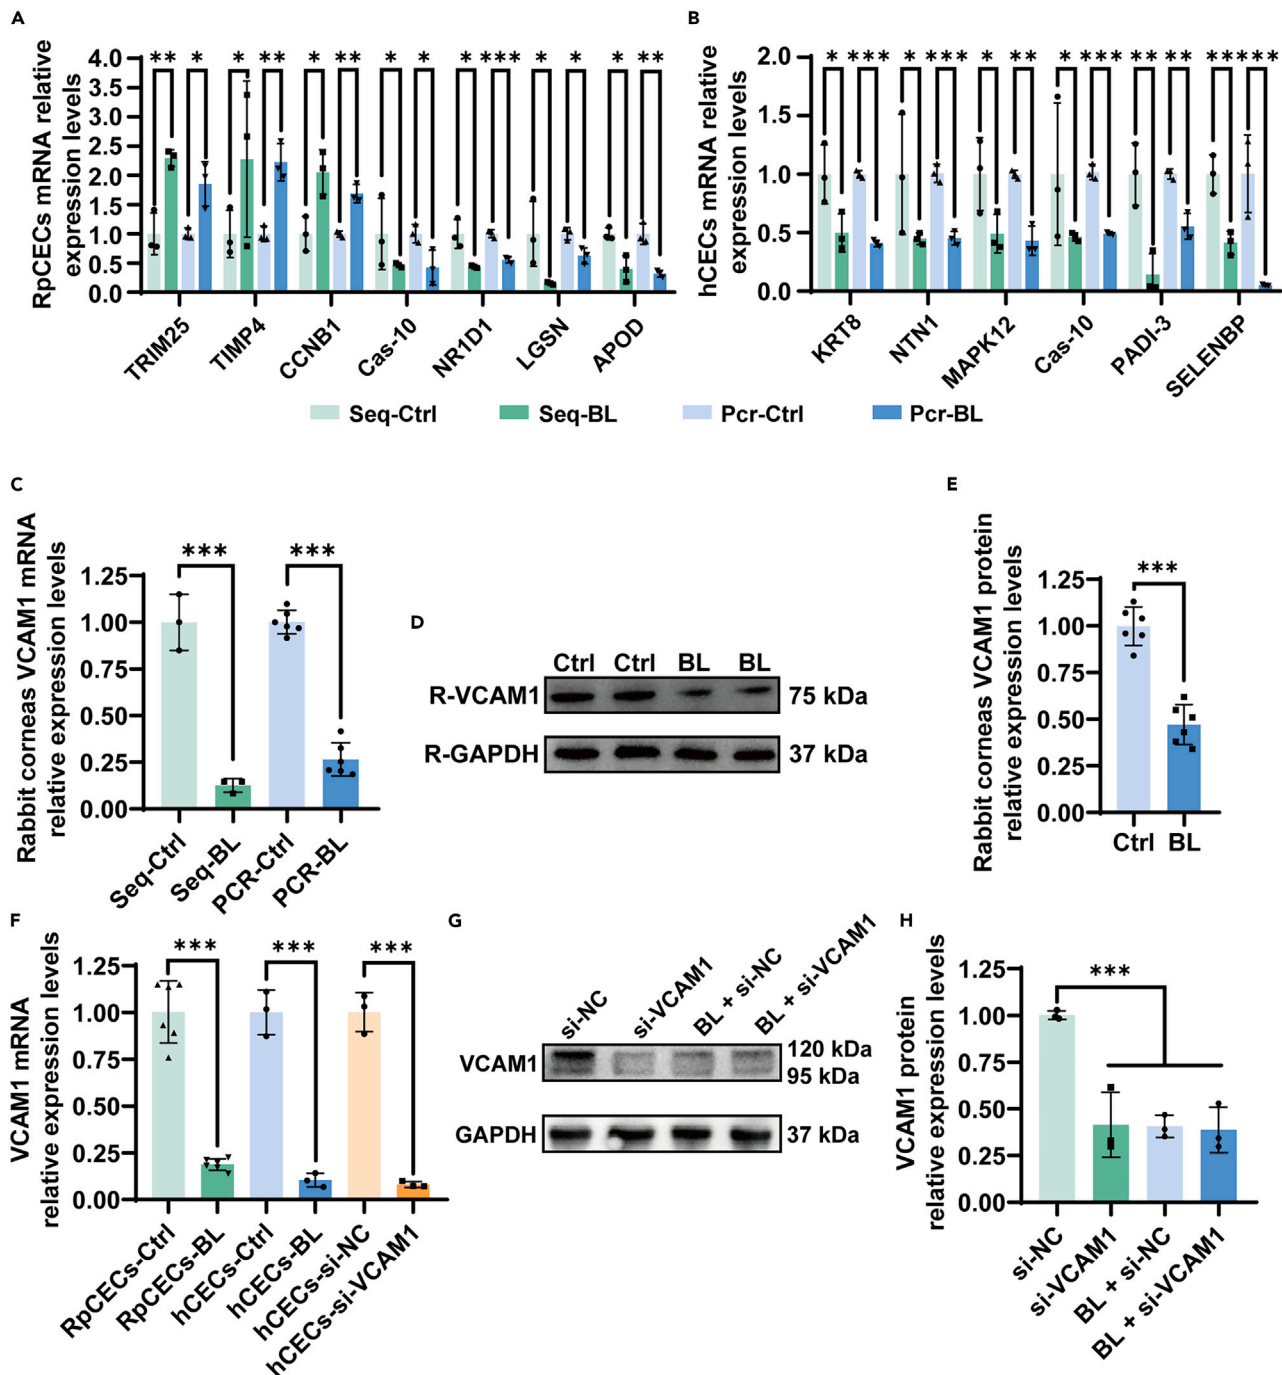 A
RpCECs mRNA relative
expression levels
4.0
3.5
3.0
2.5
2.0
1.5
1.0
0.5
0.0
** * * ** * ** * * * *** * * * **
TRIM25
TIMP4
CCNB1
Cas-10
NR1D1
LGSN
APOD
B
hCECs mRNA relative
expression levels
2.0
1.5
1.0
0.5
0.0
* *** * *** * ** * *** ** ** ** ***
KRT8
NTN1
MAPK12
Cas-10
PADI-3
SELENBP
Seq-Ctrl
Seq-BL
Pcr-Ctrl
Pcr-BL
C
Rabbit corneas VCAM1 mRNA
relative expression levels
1.25
1.00
0.75
0.50
0.25
0.00
*** ***
Seq-Ctrl
Seq-BL
PCR-Ctrl
PCR-BL
D
Ctrl Ctrl BL BL
R-VCAM1 75 kDa
R-GAPDH 37 kDa
E
Rabbit corneas VCAM1 protein
relative expression levels
1.25
1.00
0.75
0.50
0.25
0.00
***
Ctrl BL
F
VCAM1 mRNA
relative expression levels
1.25
1.00
0.75
0.50
0.25
0.00
*** *** ***
RpCECs-Ctrl
RpCECs-BL
hCECs-Ctrl
hCECs-BL
hCECs-si-NC
hCECs-si-VCAM1
G
si-NC
si-VCAM1
BL + si-NC
BL + si-VCAM1
VCAM1
120 kDa
95 kDa
GAPDH 37 kDa
H
VCAM1 protein
relative expression levels
1.25
1.00
0.75
0.50
0.25
0.00
***
si-NC
si-VCAM1
BL + si-NC
BL + si-VCAM1